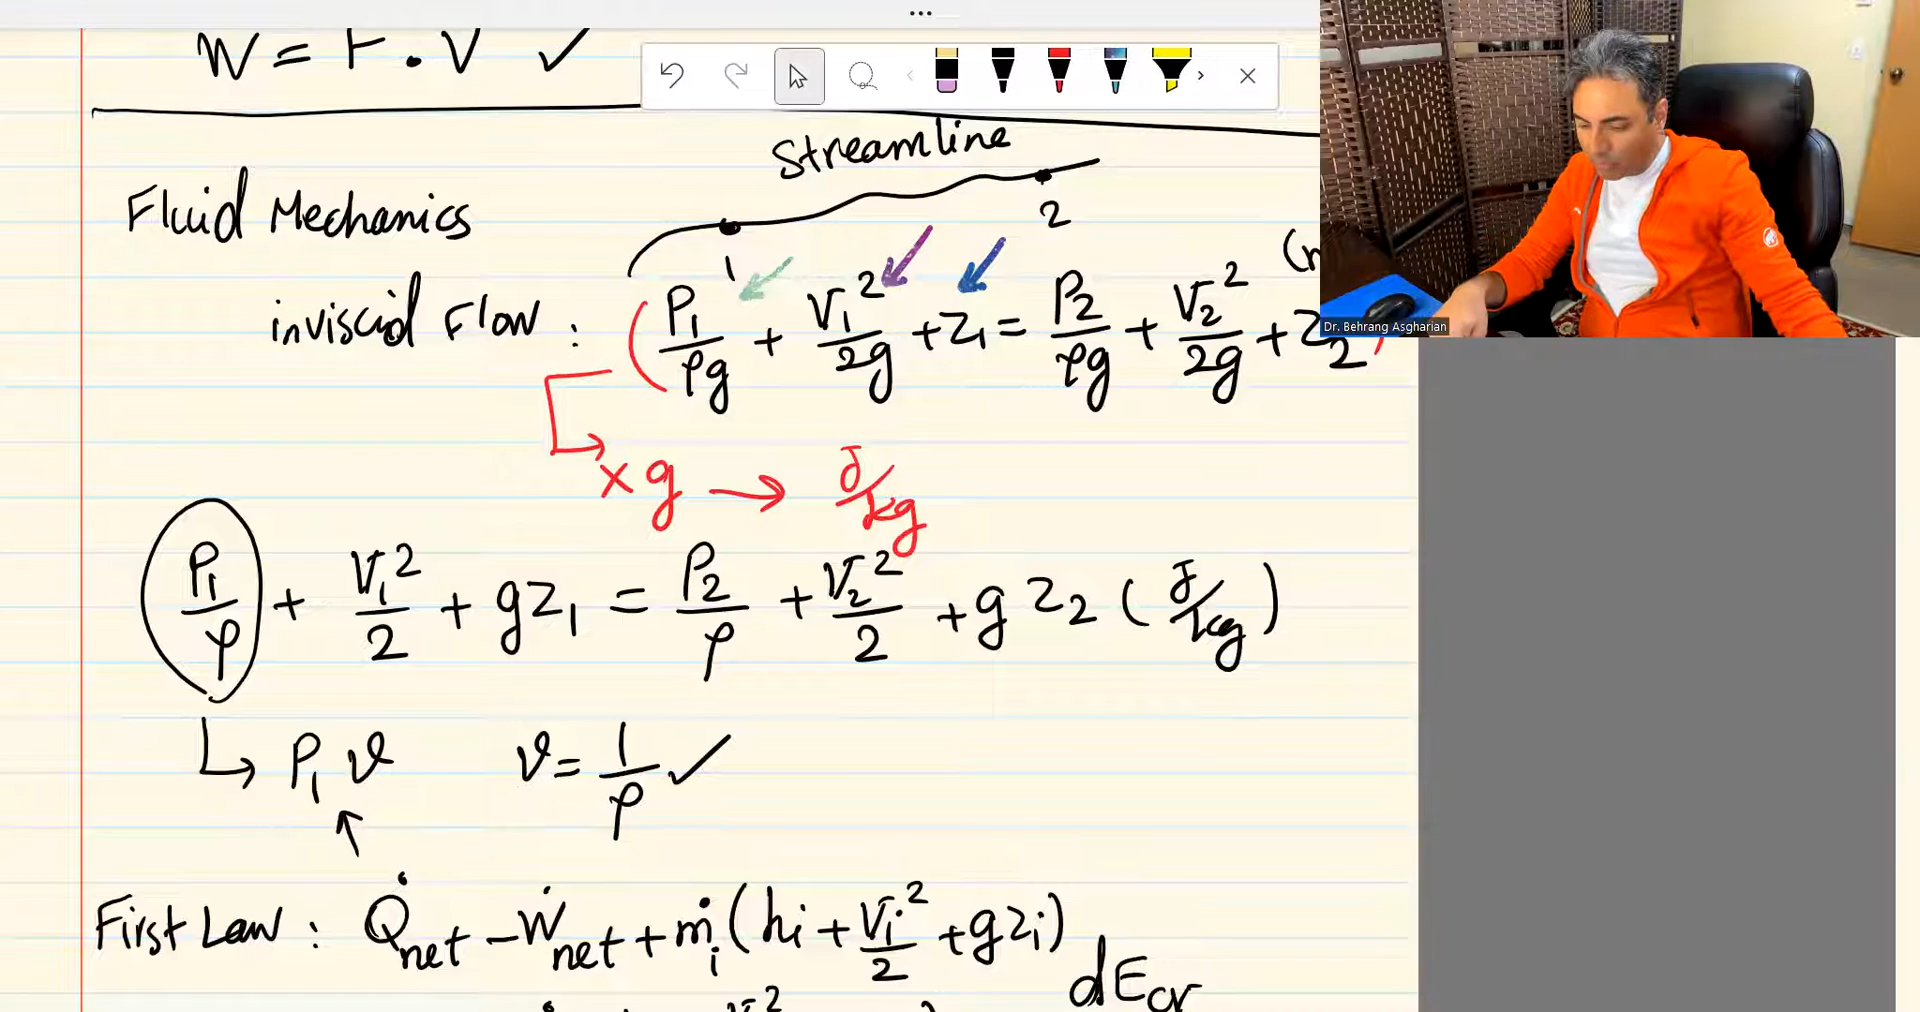 Ẇ = F . V ✓
Streamline
Fluid Mechanics
1 2
inviscid Flow : ( P₁/ρg + V₁²/2g + Z₁ = P₂/ρg + V₂²/2g + Z₂ )
Dr. Behrang Asgharian
× g → J/kg
P₁/ρ + V₁²/2 + gz₁ = P₂/ρ + V₂²/2 + g z₂ ( J/kg )
↳ P₁ v v = 1/ρ ✓
↑
First Law : Q̇net - Ẇnet + ṁi ( hi + Vi²/2 + gzi )
dEcv